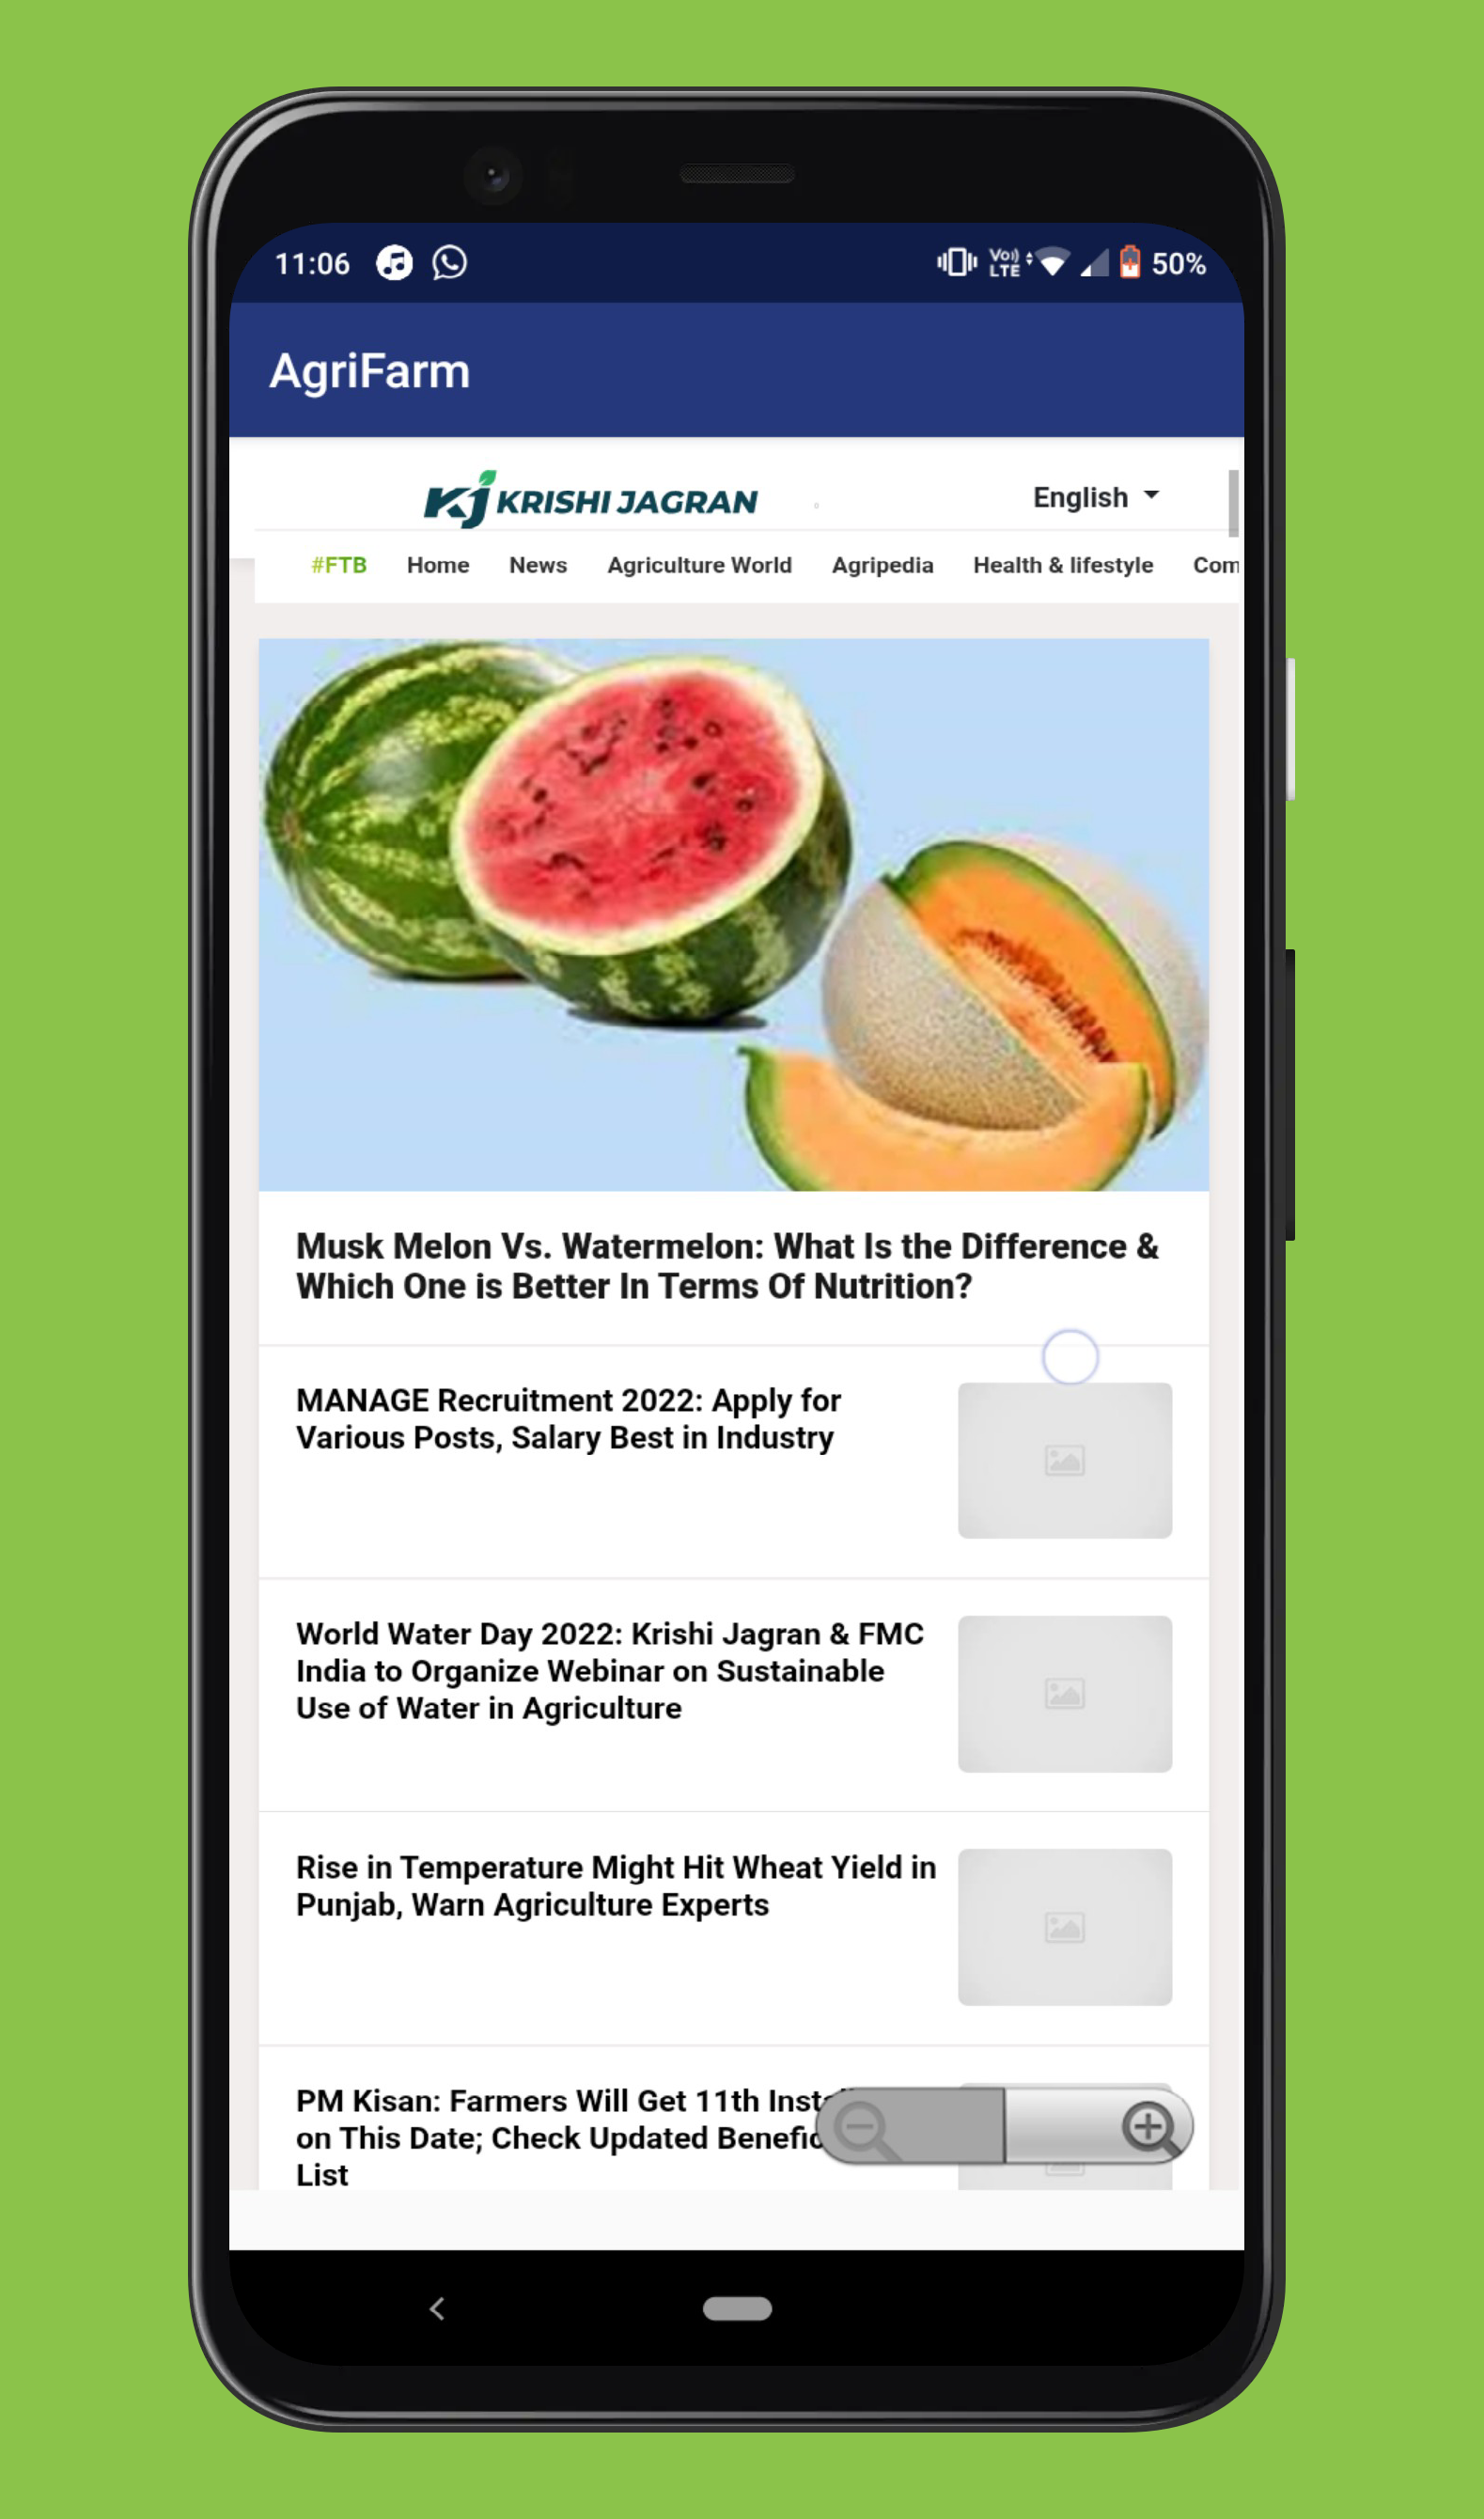 11:06
Vo))
LTE
50%
AgriFarm
KJ KRISHI JAGRAN
English
#FTB Home News Agriculture World Agripedia Health & lifestyle Com
Musk Melon Vs. Watermelon: What Is the Difference &
Which One is Better In Terms Of Nutrition?
MANAGE Recruitment 2022: Apply for
Various Posts, Salary Best in Industry
World Water Day 2022: Krishi Jagran & FMC
India to Organize Webinar on Sustainable
Use of Water in Agriculture
Rise in Temperature Might Hit Wheat Yield in
Punjab, Warn Agriculture Experts
PM Kisan: Farmers Will Get 11th Inst
on This Date; Check Updated Benefic
List